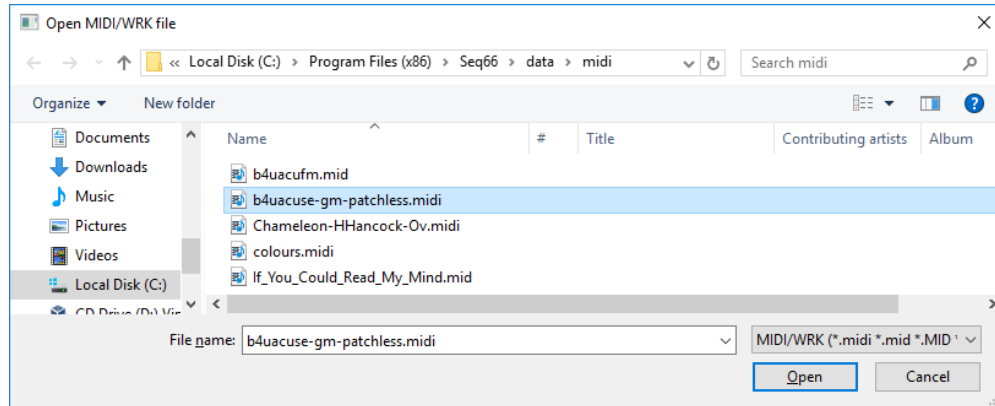 Open MIDI/WRK file
« Local Disk (C:) › Program Files (x86) › Seq66 › data › midi
Search midi
Organize
New folder
Documents
Downloads
Music
Pictures
Videos
Local Disk (C:)
Name # Title Contributing artists Album
b4uacufm.mid
b4uacuse-gm-patchless.midi
Chameleon-HHancock-Ov.midi
colours.midi
If_You_Could_Read_My_Mind.mid
File name: b4uacuse-gm-patchless.midi
MIDI/WRK (*.midi *.mid *.MID
Open Cancel